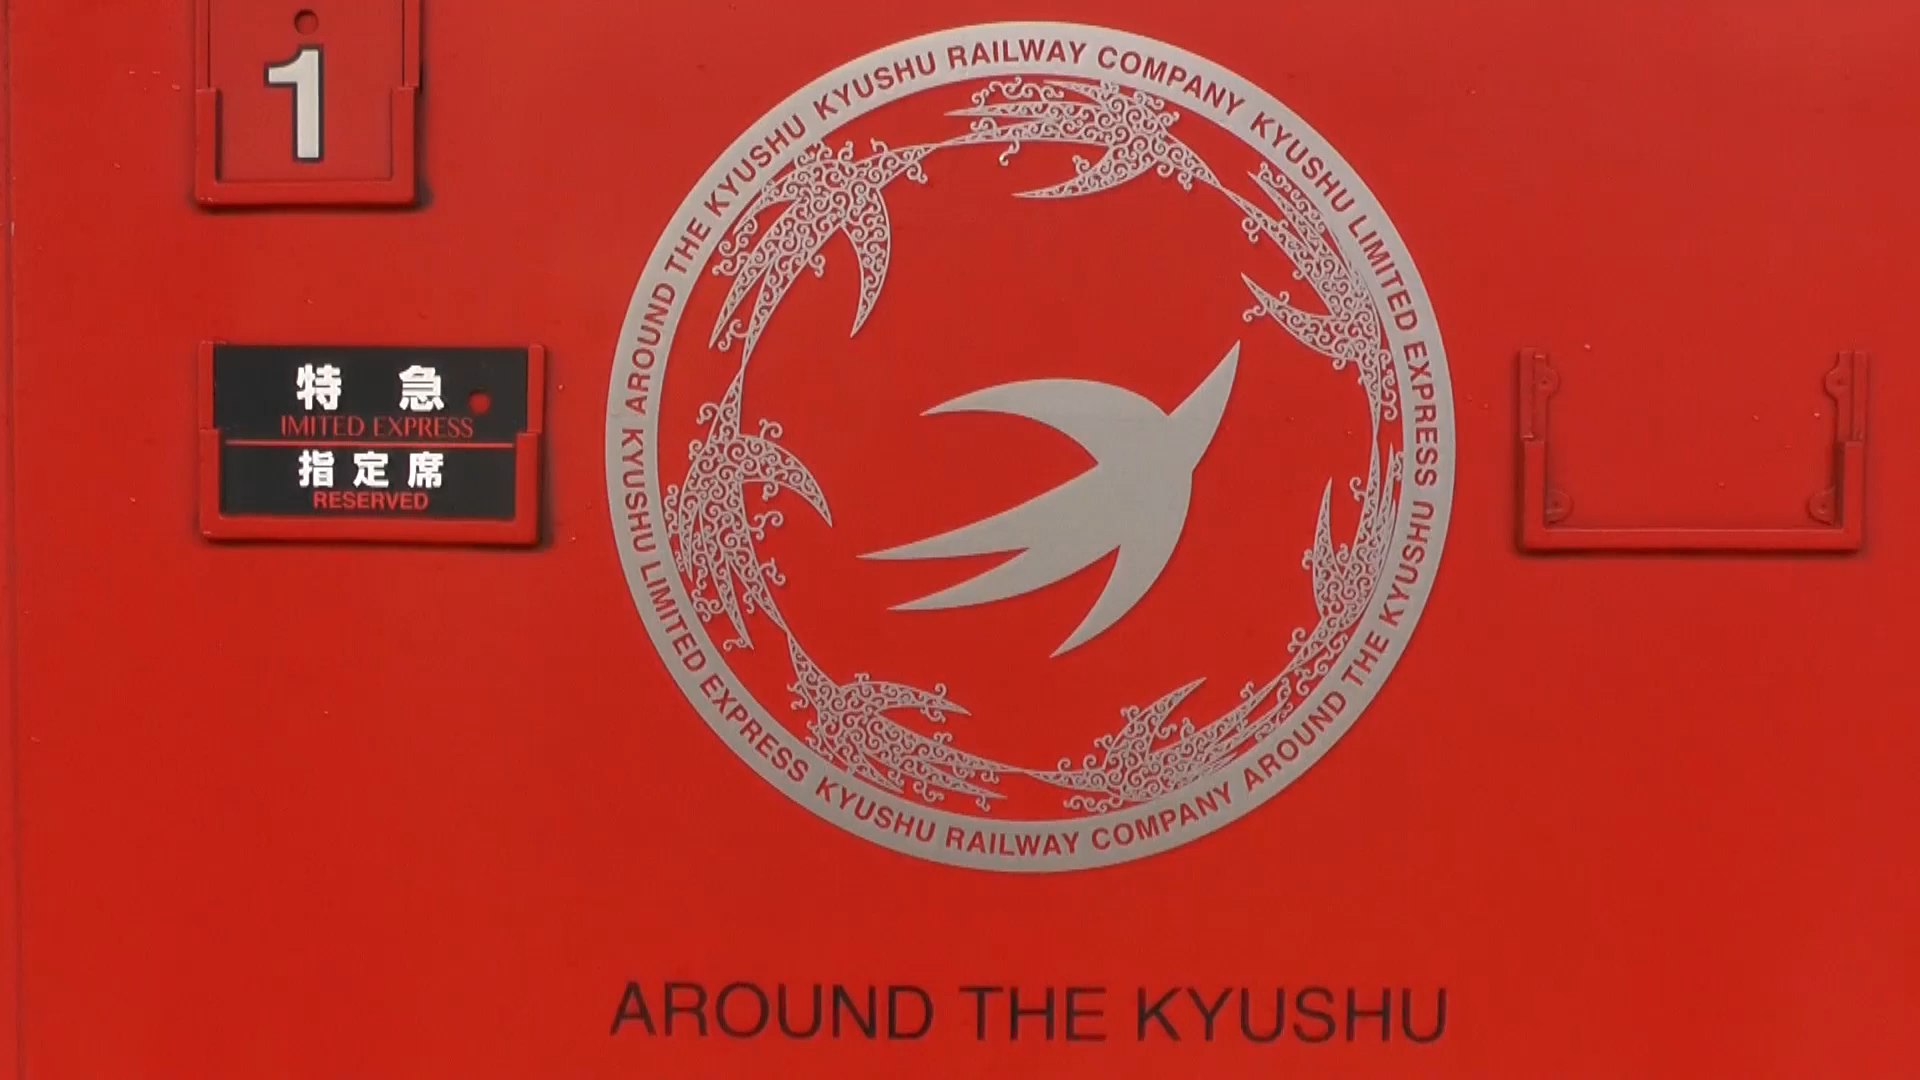 1
特急
IMITED EXPRESS
指定席
RESERVED
AROUND THE KYUSHU KYUSHU RAILWAY COMPANY KYUSHU LIMITED EXPRESS
AROUND THE KYUSHU KYUSHU RAILWAY COMPANY KYUSHU LIMITED EXPRESS
AROUND THE KYUSHU